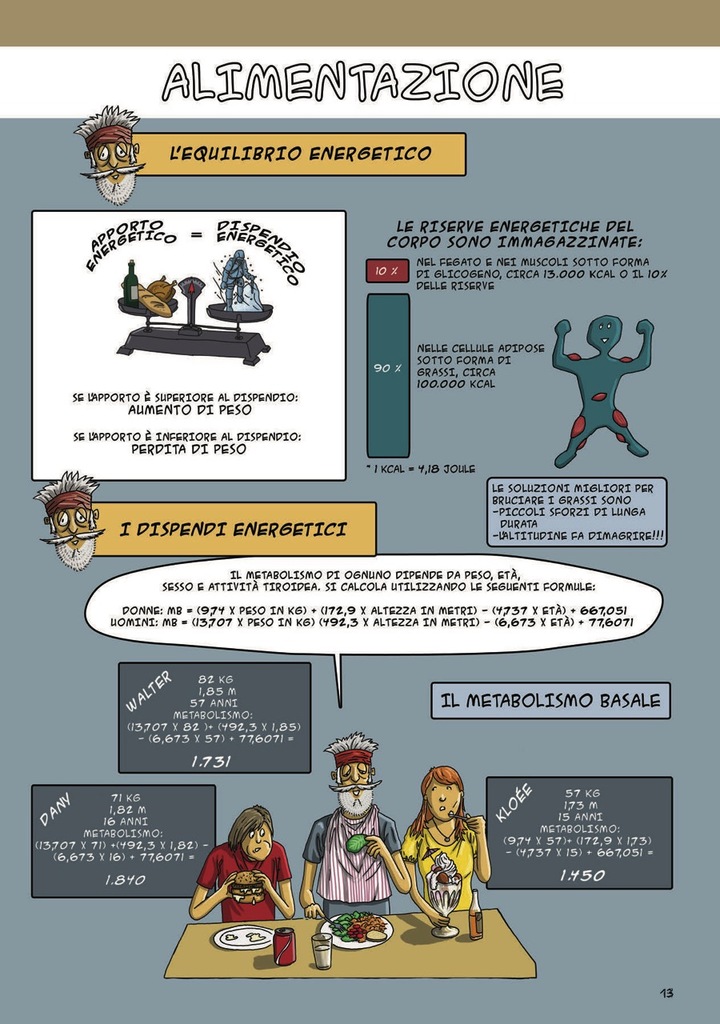 ALIMENTAZIONE
L'EQUILIBRIO ENERGETICO
APPORTO ENERGETICO = DISPENDIO ENERGETICO
SE L'APPORTO È SUPERIORE AL DISPENDIO:
AUMENTO DI PESO
SE L'APPORTO È INFERIORE AL DISPENDIO:
PERDITA DI PESO
LE RISERVE ENERGETICHE DEL
CORPO SONO IMMAGAZZINATE:
10 %
NEL FEGATO E NEI MUSCOLI SOTTO FORMA
DI GLICOGENO, CIRCA 13.000 KCAL O IL 10%
DELLE RISERVE
90 %
NELLE CELLULE ADIPOSE
SOTTO FORMA DI
GRASSI, CIRCA
100.000 KCAL
* 1 KCAL = 4,18 JOULE
LE SOLUZIONI MIGLIORI PER
BRUCIARE I GRASSI SONO
-PICCOLI SFORZI DI LUNGA
DURATA
-L'ALTITUDINE FA DIMAGRIRE!!!
I DISPENDI ENERGETICI
IL METABOLISMO DI OGNUNO DIPENDE DA PESO, ETÀ,
SESSO E ATTIVITÀ TIROIDEA. SI CALCOLA UTILIZZANDO LE SEGUENTI FORMULE:
DONNE: MB = (9,74 X PESO IN KG) + (172,9 X ALTEZZA IN METRI) - (4,737 X ETÀ) + 667,051
UOMINI: MB = (13,707 X PESO IN KG) (492,3 X ALTEZZA IN METRI) - (6,673 X ETÀ) + 77,6071
WALTER
82 KG
1,85 M
57 ANNI
METABOLISMO:
(13,707 X 82 )+ (492,3 X 1,85)
- (6,673 X 57) + 77,6071 =
1.731
IL METABOLISMO BASALE
DANY
71 KG
1,82 M
16 ANNI
METABOLISMO:
(13,707 X 71) +(492,3 X 1,82) -
(6,673 X 16) + 77,6071 =
1.840
KLOÉE
57 KG
1,73 M
15 ANNI
METABOLISMO:
(9,74 X 57)+ (172,9 X 1,73)
- (4,737 X 15) + 667,051 =
1.450
13